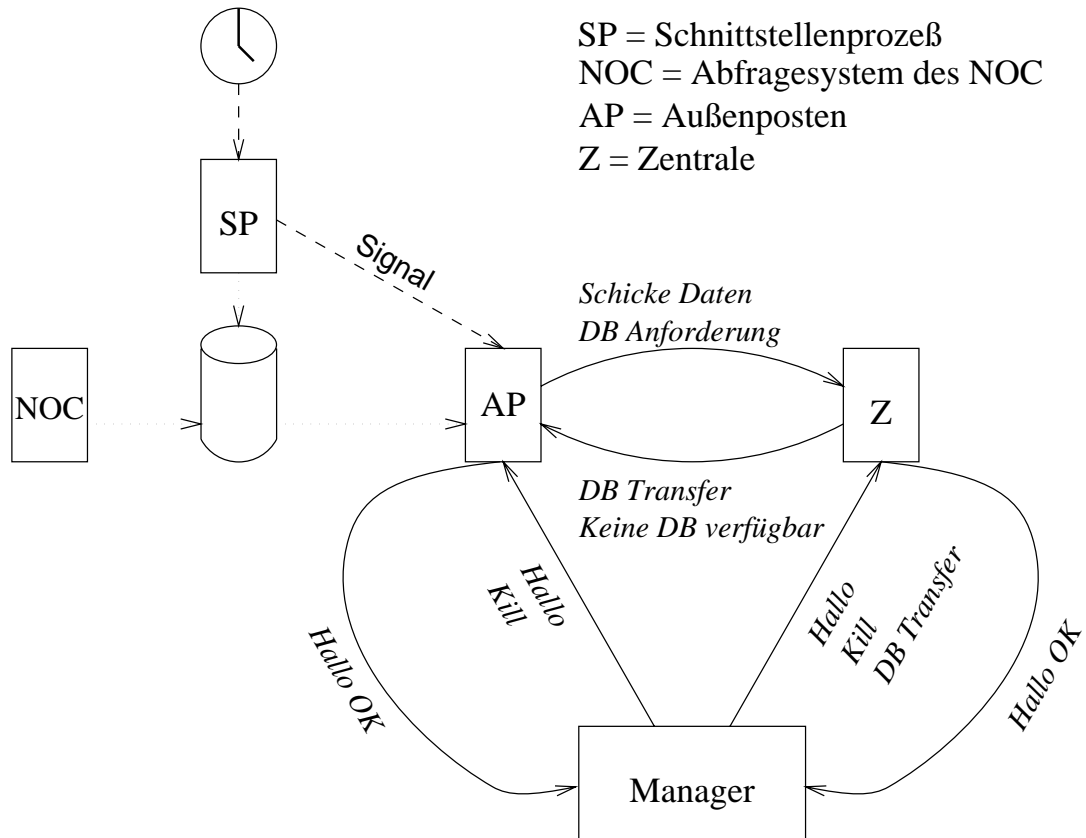 SP = Schnittstellenprozeß
NOC = Abfragesystem des NOC
AP = Außenposten
Z = Zentrale
SP
Signal
Schicke Daten
DB Anforderung
NOC
AP
Z
DB Transfer
Keine DB verfügbar
Hallo
Kill
Hallo
Kill
DB Transfer
Hallo OK
Hallo OK
Manager